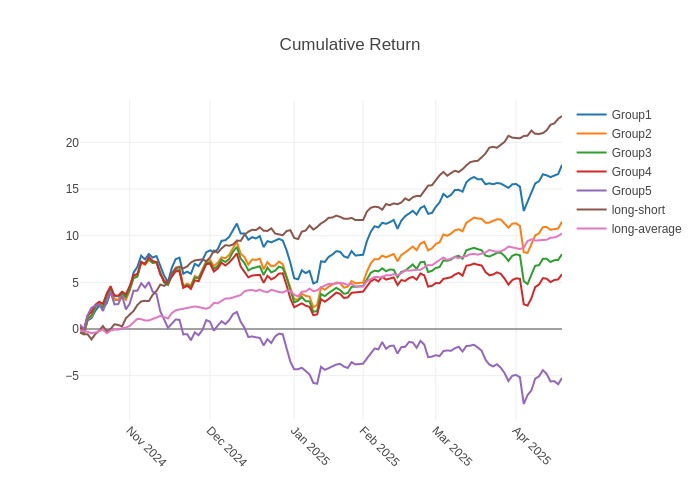 Cumulative Return
20
15
10
5
0
−5
Nov 2024
Dec 2024
Jan 2025
Feb 2025
Mar 2025
Apr 2025
Group1
Group2
Group3
Group4
Group5
long-short
long-average